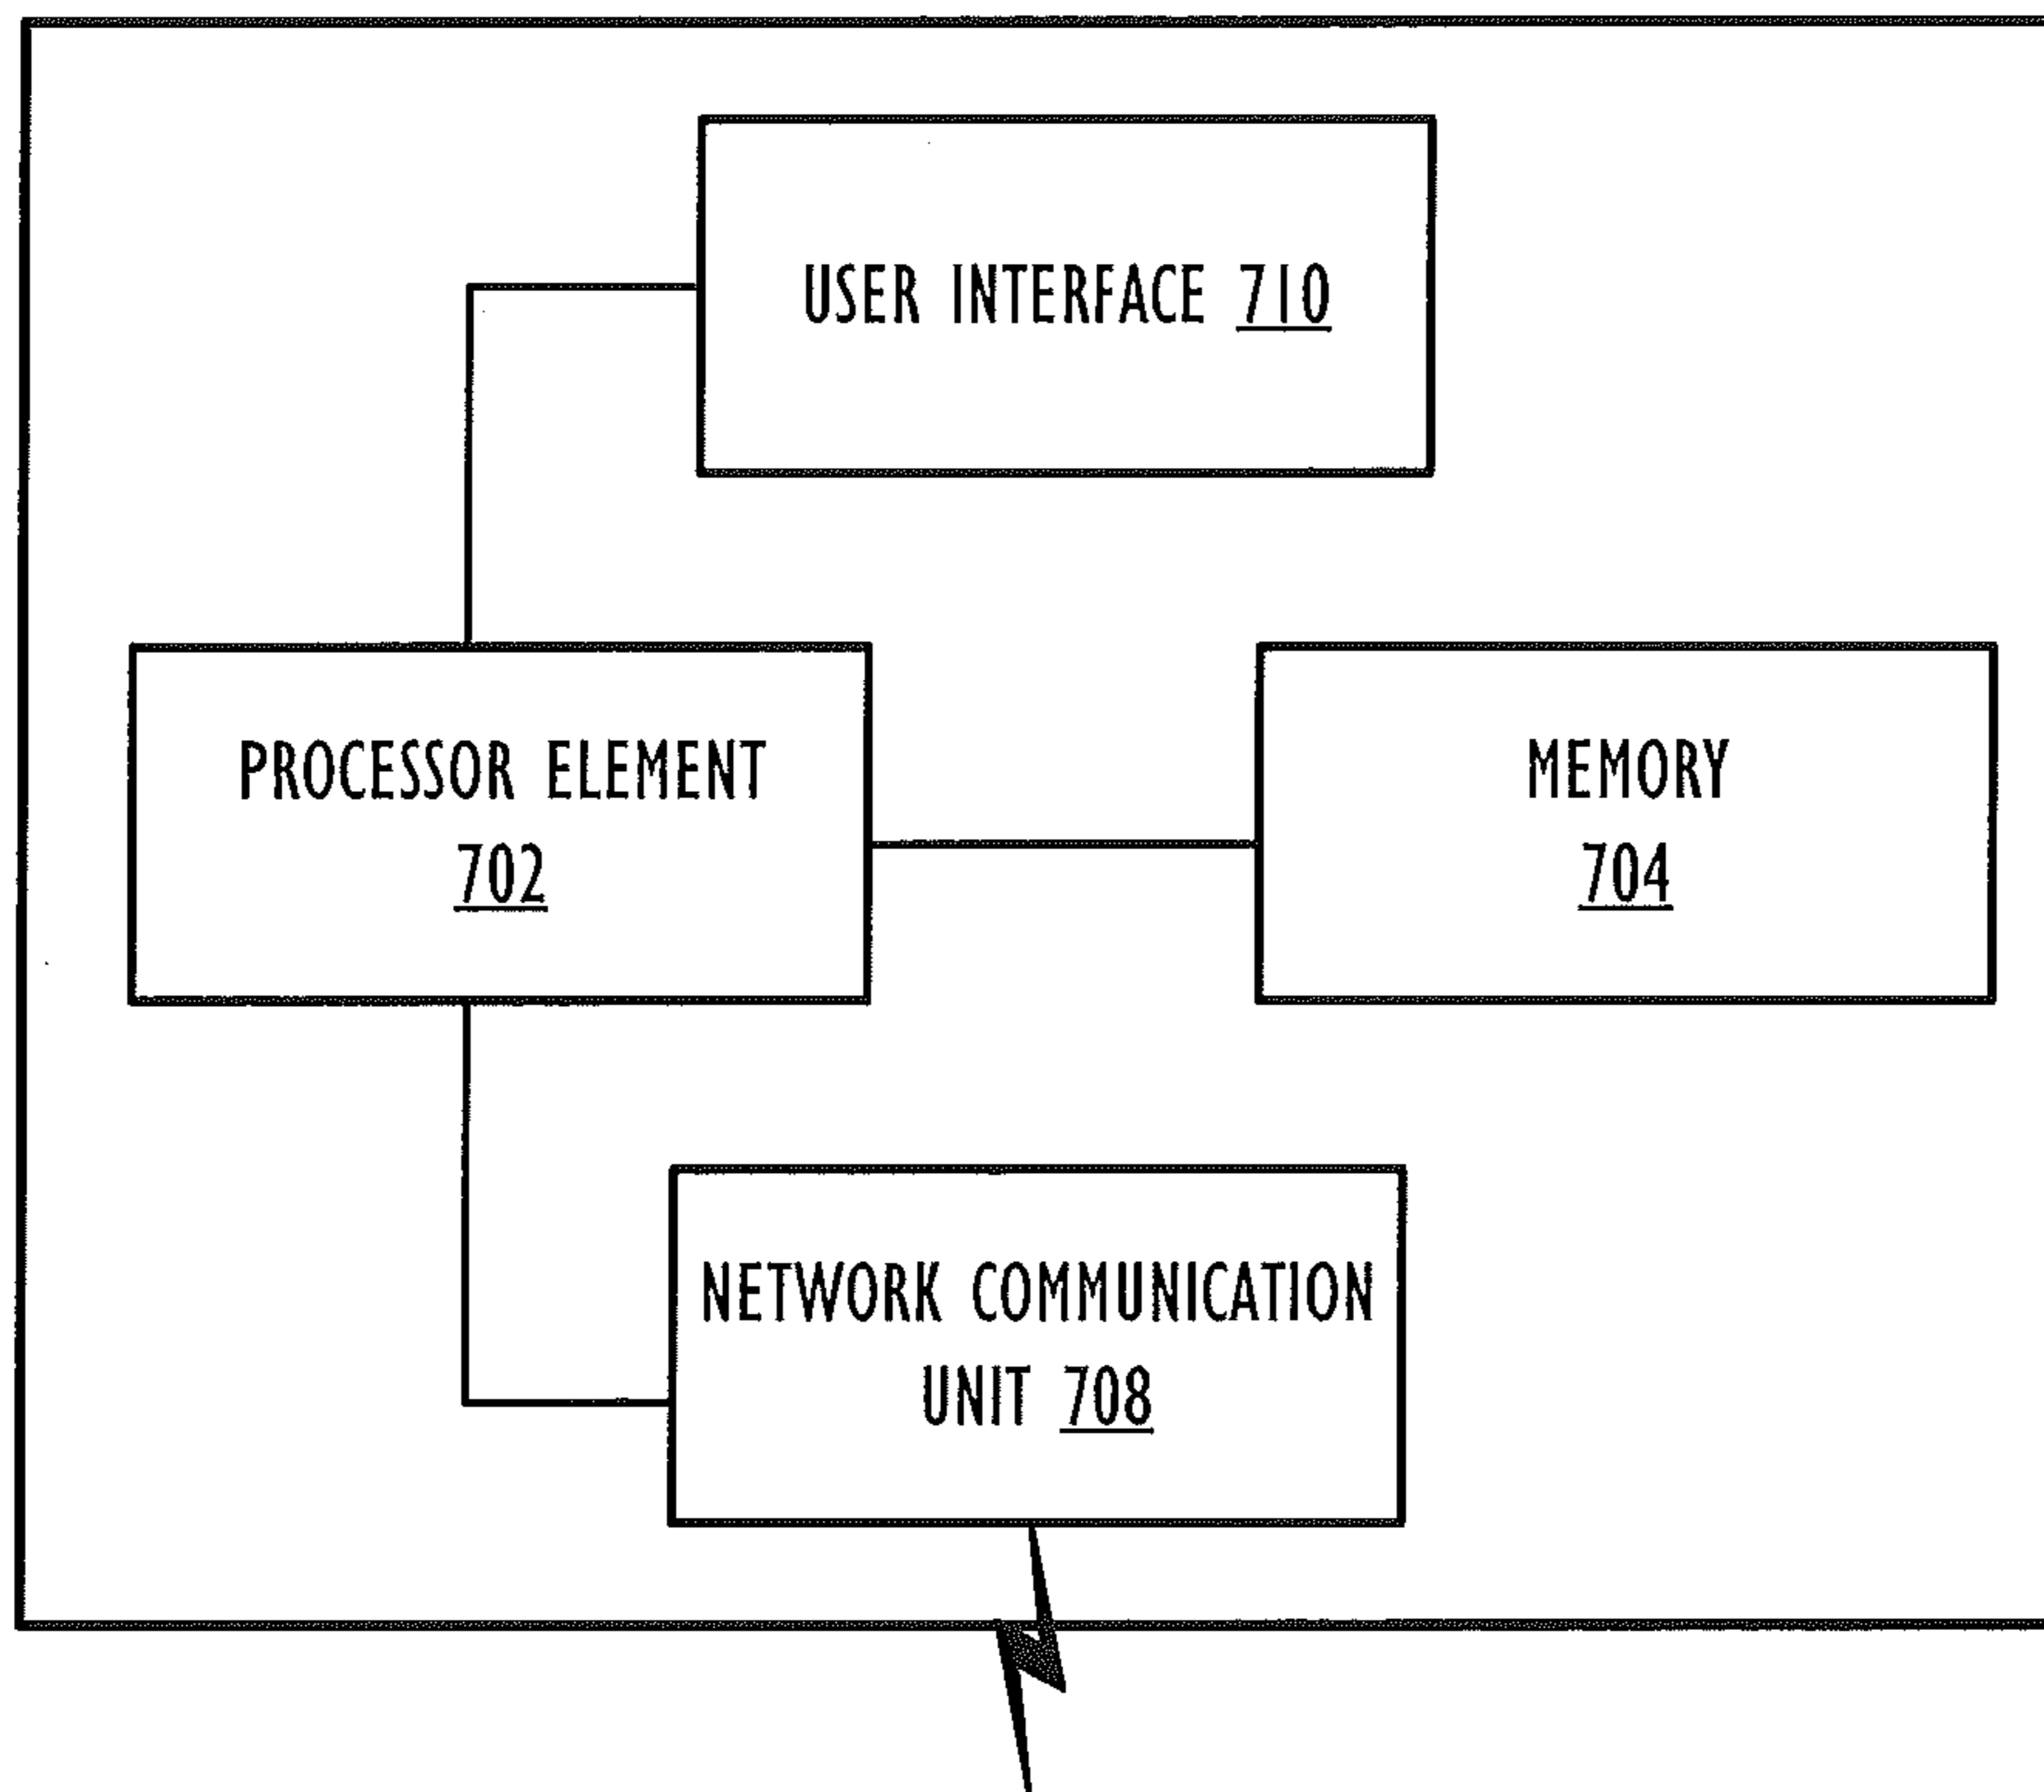 USER INTERFACE 710
PROCESSOR ELEMENT
702
MEMORY
704
NETWORK COMMUNICATION
UNIT 708